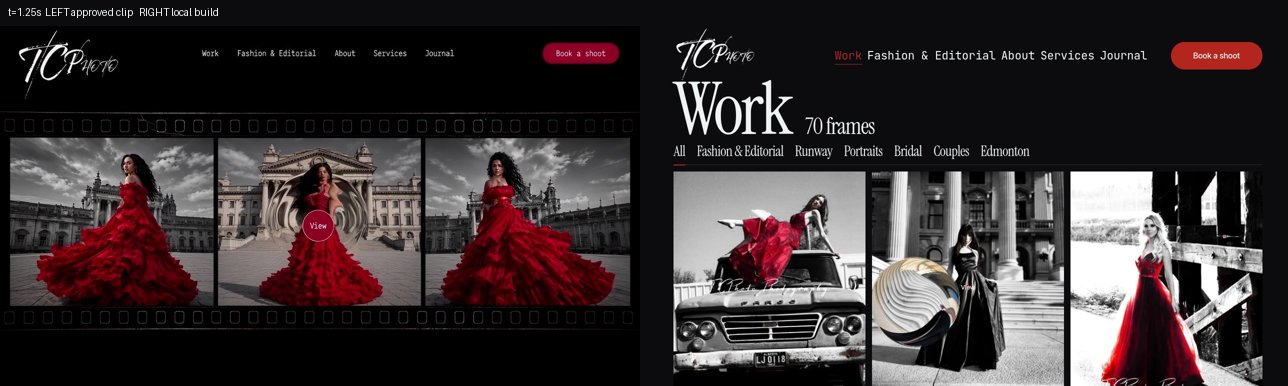 t=1.25s LEFT approved clip RIGHT local build
TCPHOTO
Work Fashion & Editorial About Services Journal
Book a shoot
View
TCPHOTO
Work Fashion & Editorial About Services Journal
Book a shoot
Work 70 frames
All Fashion & Editorial Runway Portraits Bridal Couples Edmonton
DODGE
LJ0118